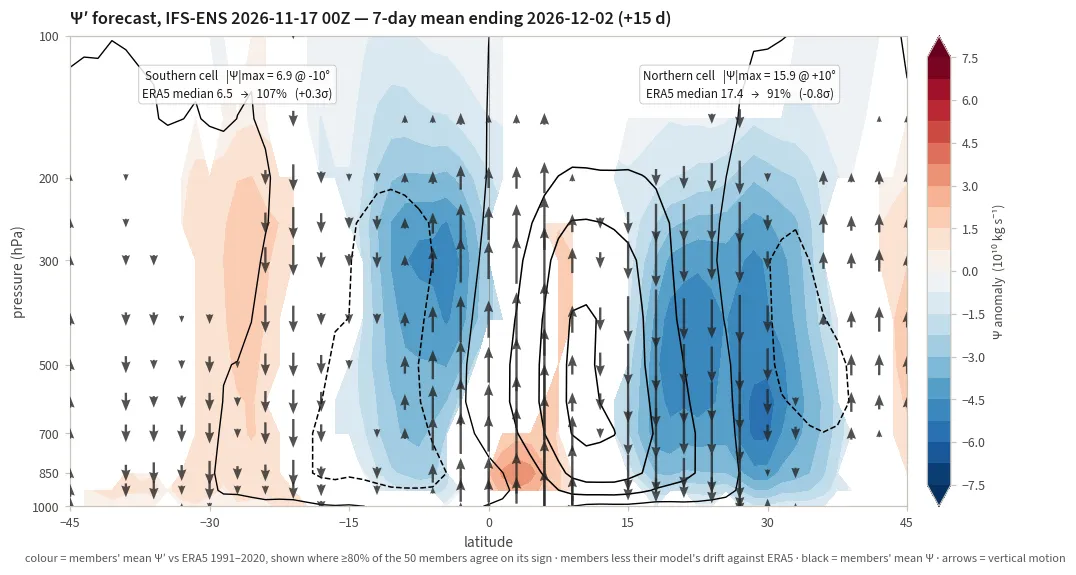 Ψ′ forecast, IFS-ENS 2026-11-17 00Z — 7-day mean ending 2026-12-02 (+15 d)
Southern cell |Ψ|max = 6.9 @ -10°
ERA5 median 6.5 → 107% (+0.3σ)
Northern cell |Ψ|max = 15.9 @ +10°
ERA5 median 17.4 → 91% (-0.8σ)
pressure (hPa)
100
200
300
400
500
700
850
1000
−45
−30
−15
0
15
30
45
latitude
7.5
6.0
4.5
3.0
1.5
0.0
−1.5
−3.0
−4.5
−6.0
−7.5
Ψ anomaly (10¹⁰ kg s⁻¹)
colour = members' mean Ψ′ vs ERA5 1991–2020, shown where ≥80% of the 50 members agree on its sign · members less their model's drift against ERA5 · black = members' mean Ψ · arrows = vertical motion